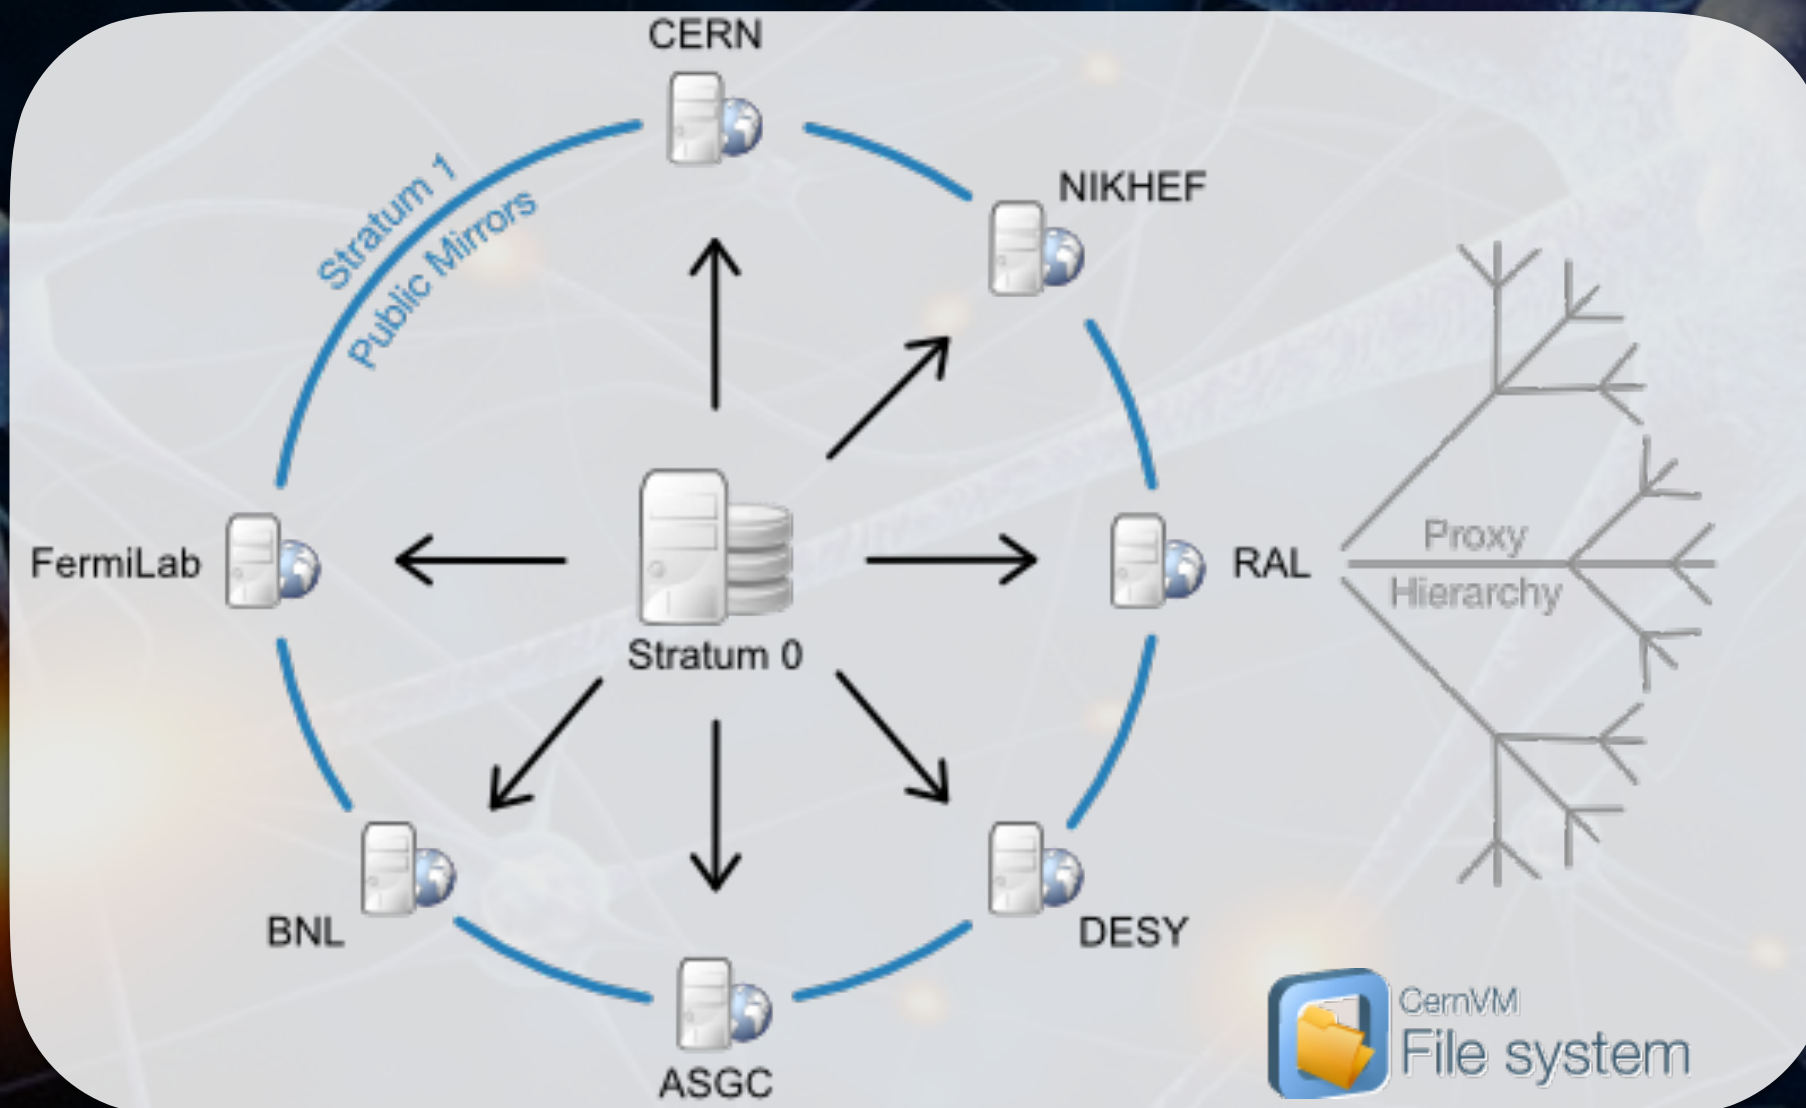 CERN
NIKHEF
Stratum 1
Public Mirrors
Proxy
Hierarchy
FermiLab
RAL
Stratum 0
BNL
DESY
ASGC
CernVM
File system